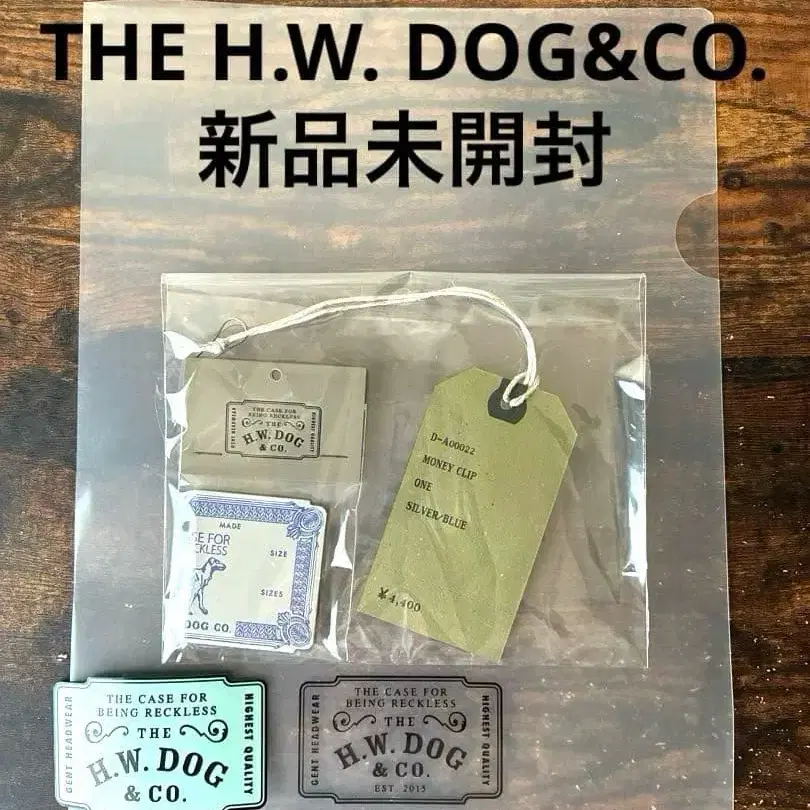 THE H.W. DOG&CO.
新品未開封
THE CASE FOR
BEING RECKLESS
THE
H.W. DOG
& CO.
GENT HEADWEAR
HIGHEST QUALITY
D-A00022
MONEY CLIP
ONE
SILVER/BLUE
¥4,400
MADE
SE FOR
CKLESS
SIZE
SIZES
DOG CO.
THE CASE FOR
BEING RECKLESS
THE
H.W. DOG
& CO.
GENT HEADWEAR
HIGHEST QUALITY
THE CASE FOR
BEING RECKLESS
THE
H.W. DOG
& CO.
EST. 2015
GENT HEADWEAR
HIGHEST QUALITY